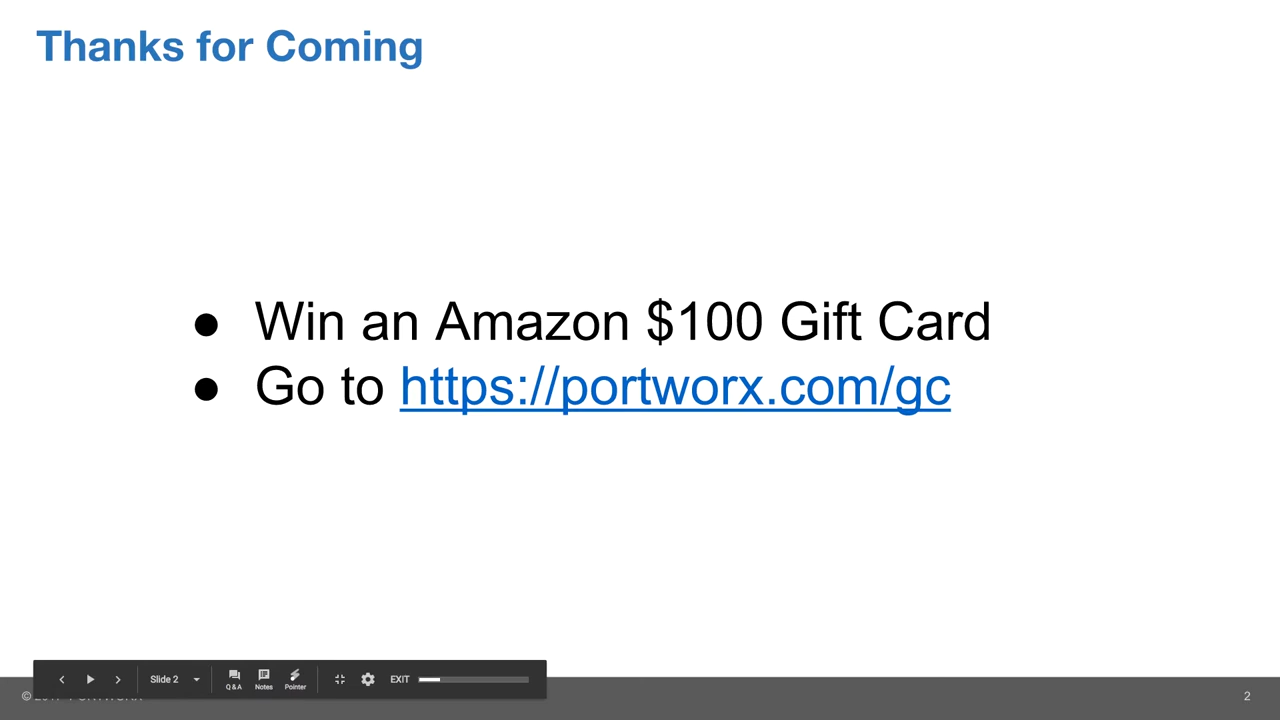 Thanks for Coming
● Win an Amazon $100 Gift Card
● Go to https://portworx.com/gc
Slide 2
Q&A
Notes
Pointer
EXIT
©
2